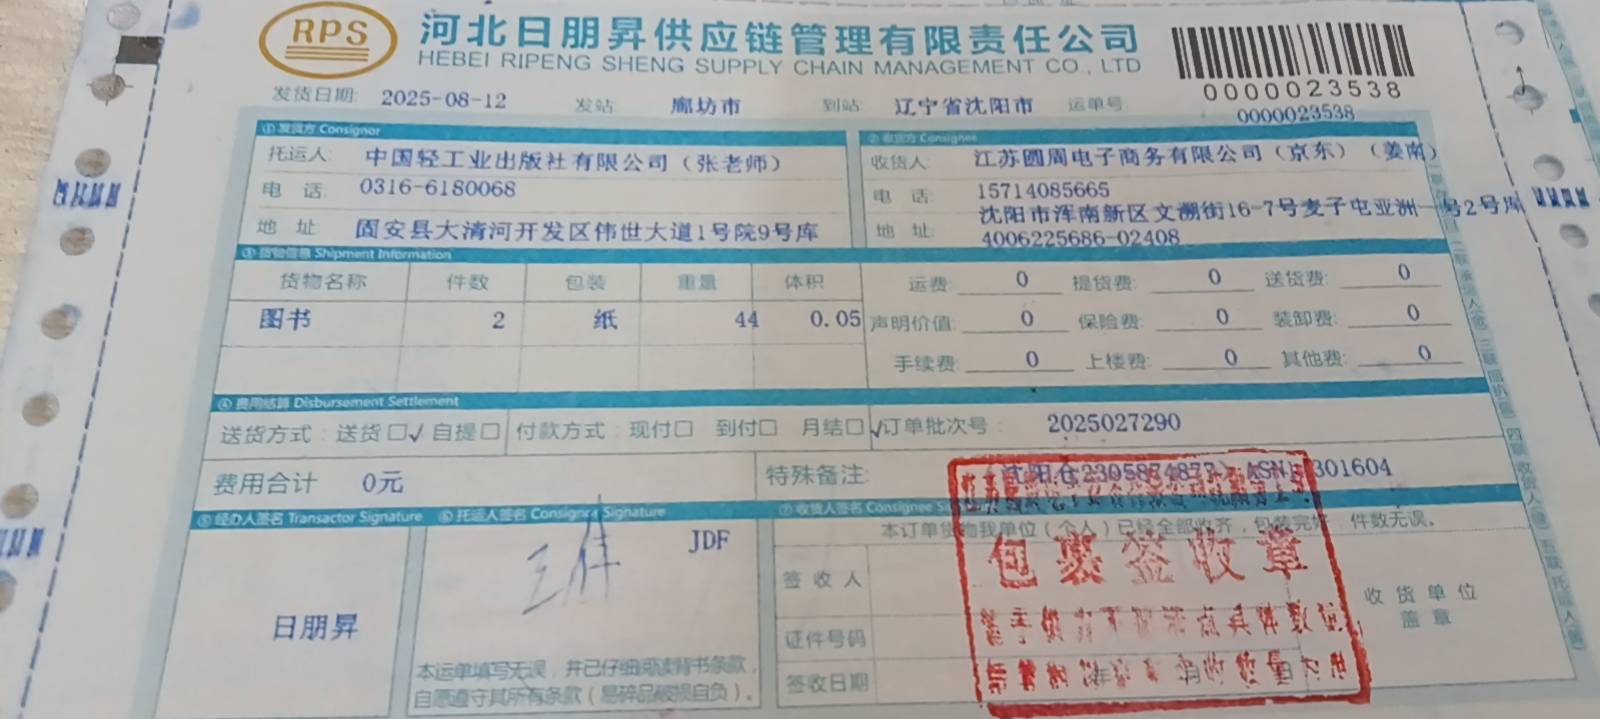 RPS
河北日朋昇供应链管理有限责任公司
HEBEI RIPENG SHENG SUPPLY CHAIN MANAGEMENT CO , LTD
0000023538
发货日期: 2025-08-12 发站: 廊坊市 到站: 辽宁省沈阳市 运单号: 0000023538
① 发货方 Consignor
② 收货方 Consignee
托运人: 中国轻工业出版社有限公司（张老师）
收货人: 江苏圆周电子商务有限公司（京东）（姜南）
电 话: 0316-6180068
电 话: 15714085665
地 址: 固安县大清河开发区伟世大道1号院9号库
地 址: 沈阳市浑南新区文溯街16-7号麦子屯亚洲一号2号库
4006225686-02408
③ 货物信息 Shipment Information
货物名称 件数 包装 重量 体积
图书 2 纸 44 0.05
运费: 0 提货费: 0 送货费: 0
声明价值: 0 保险费: 0 装卸费: 0
手续费: 0 上楼费: 0 其他费: 0
④ 费用结算 Disbursement Settlement
送货方式：送货□√ 自提□ 付款方式：现付□ 到付□ 月结□√ 订单批次号: 2025027290
费用合计 0元
特殊备注:
301604
⑤ 经办人签名 Transactor Signature
⑥ 托运人签名 Consignor Signature
⑦ 收货人签名 Consignee
日朋昇
JDF
本运单填写无误，并已仔细阅读背书条款，
自愿遵守其所有条款（易碎品破损自负）。
本订单货物我单位（个人）已经全部收齐，包装完好，件数无误。
签 收 人
证件号码
签收日期
包裹签收章
收 货 单 位
盖 章